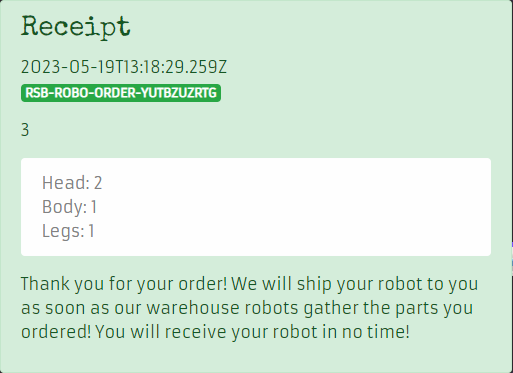 Receipt
2023-05-19T13:18:29.259Z
RSB-ROBO-ORDER-YUTBZUZRTG
3
Head: 2
Body: 1
Legs: 1
Thank you for your order! We will ship your robot to you
as soon as our warehouse robots gather the parts you
ordered! You will receive your robot in no time!